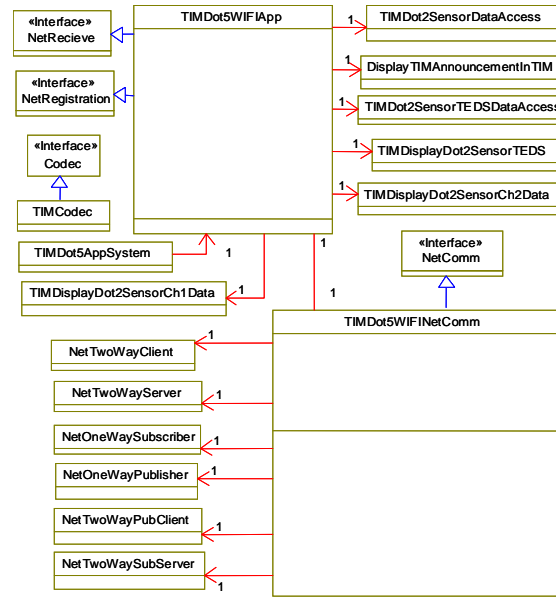 «Interface»
NetRecieve
TIMDot5WIFIApp
1
TIMDot2SensorDataAccess
1
DisplayTIMAnnouncementInTIM
«Interface»
NetRegistration
1
TIMDot2SensorTEDSDataAccess
«Interface»
Codec
1
TIMDisplayDot2SensorTEDS
1
TIMDisplayDot2SensorCh2Data
TIMCodec
TIMDot5AppSystem
1
1
«Interface»
NetComm
TIMDisplayDot2SensorCh1Data
1
TIMDot5WIFINetComm
NetTwoWayClient
1
NetTwoWayServer
1
NetOneWaySubscriber
1
NetOneWayPublisher
1
NetTwoWayPubClient
1
NetTwoWaySubServer
1